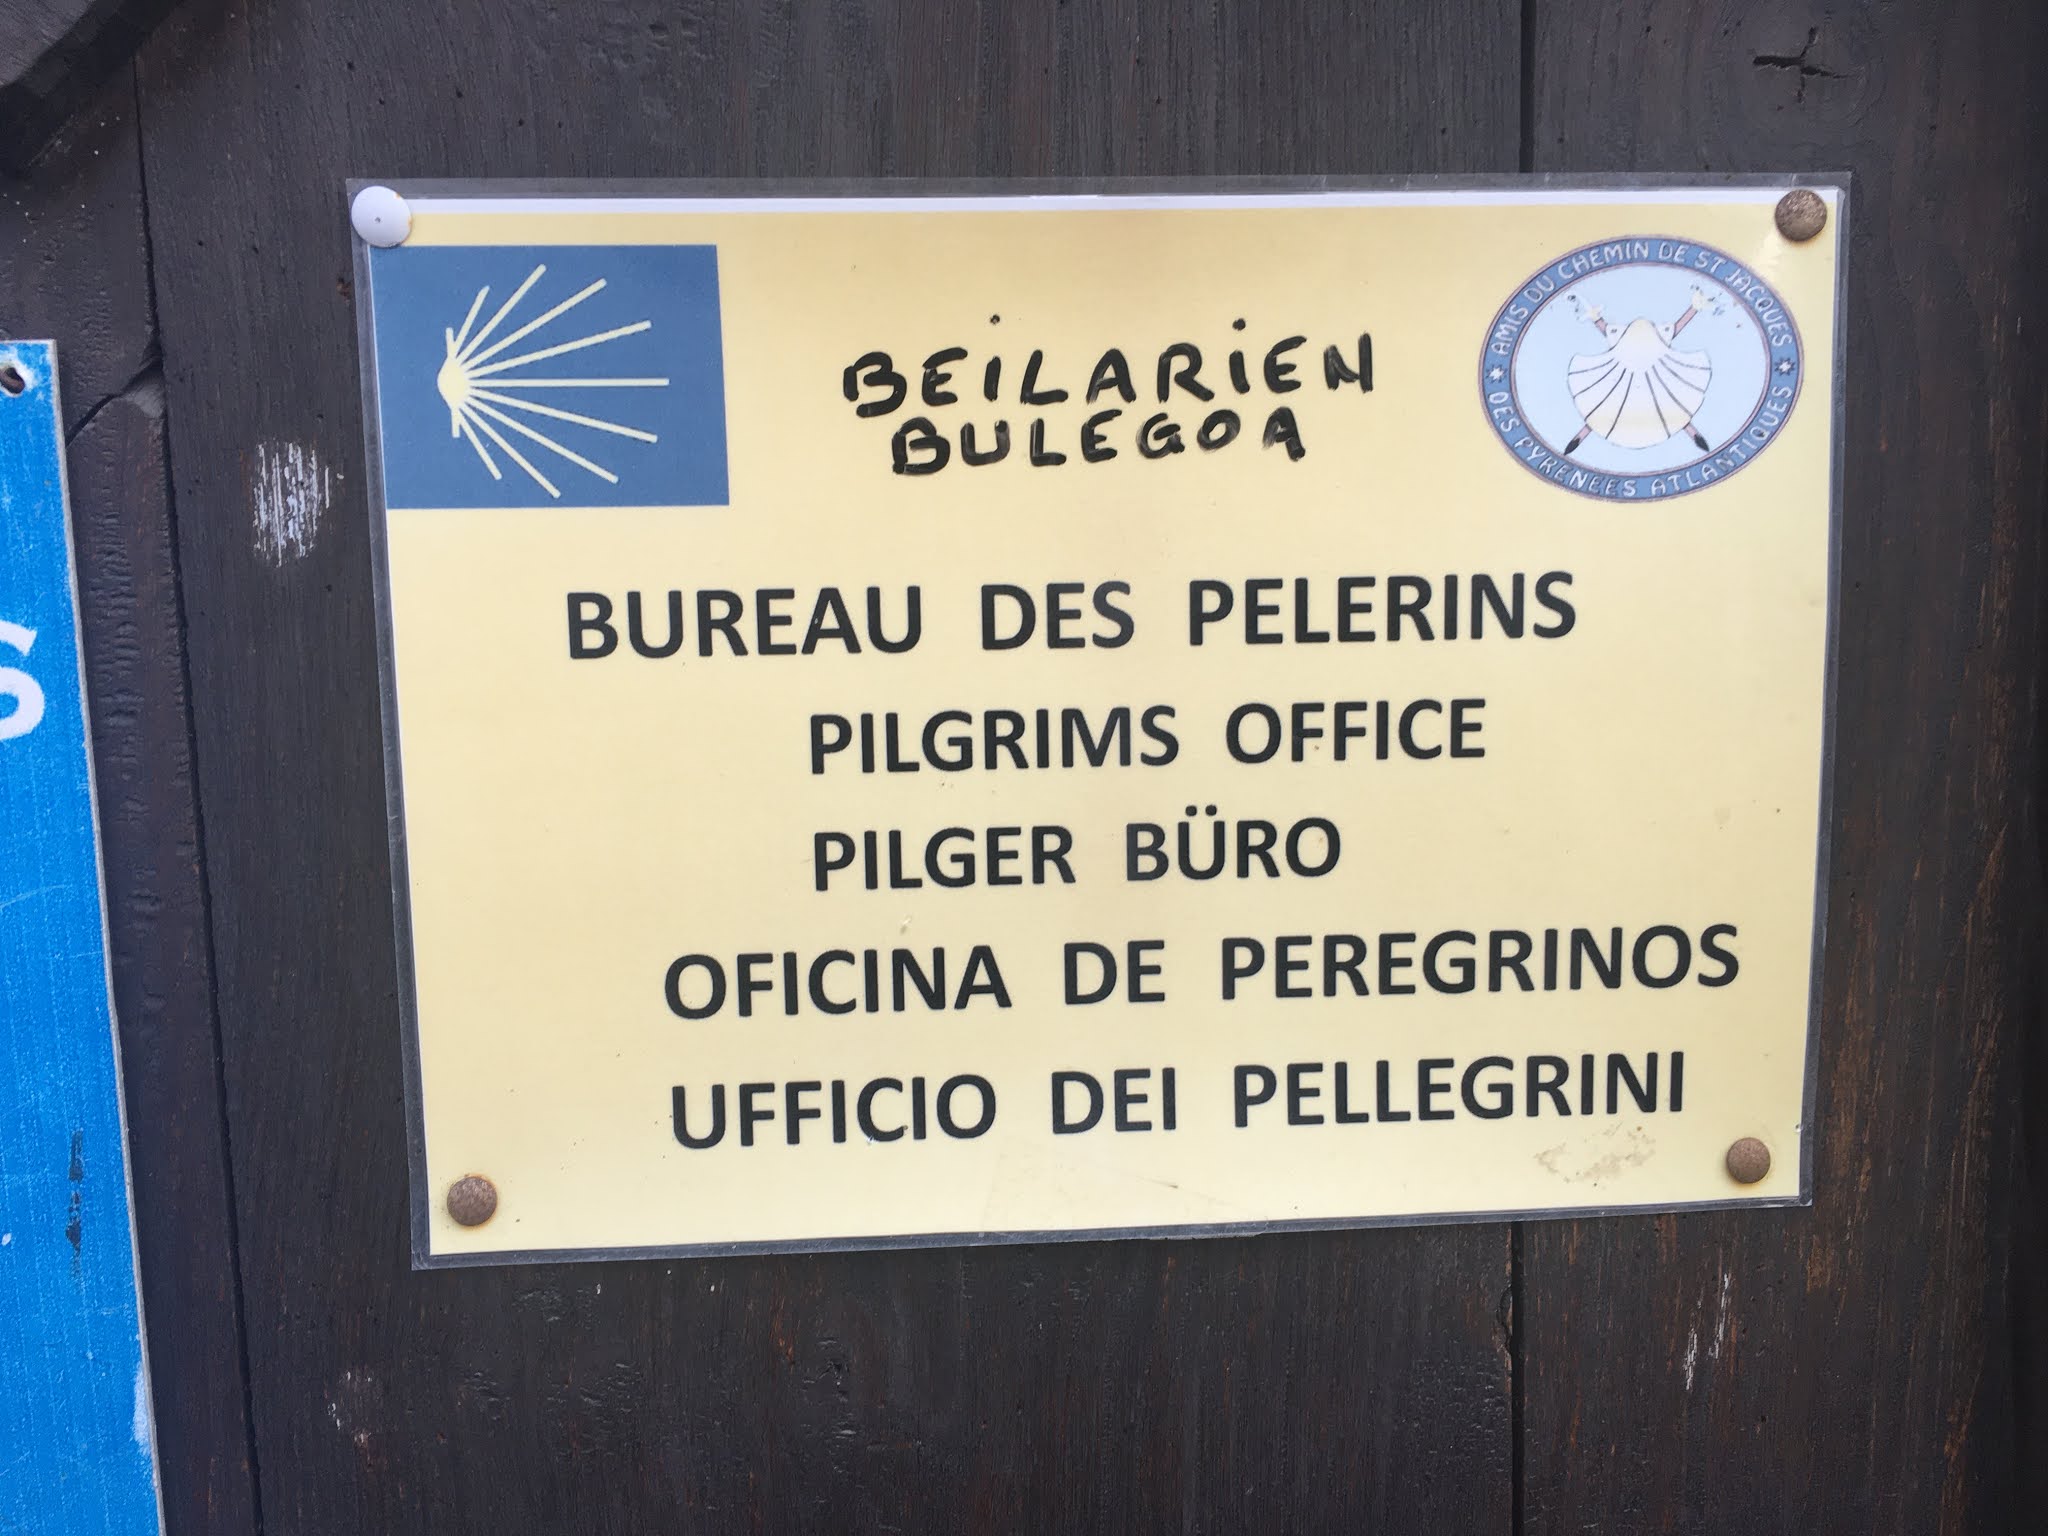 BEiLARiEN
BULEGOA
AMIS DU CHEMIN DE ST JACQUES
DES PYRENEES ATLANTIQUES
BUREAU DES PELERINS
PILGRIMS OFFICE
PILGER BÜRO
OFICINA DE PEREGRINOS
UFFICIO DEI PELLEGRINI
S